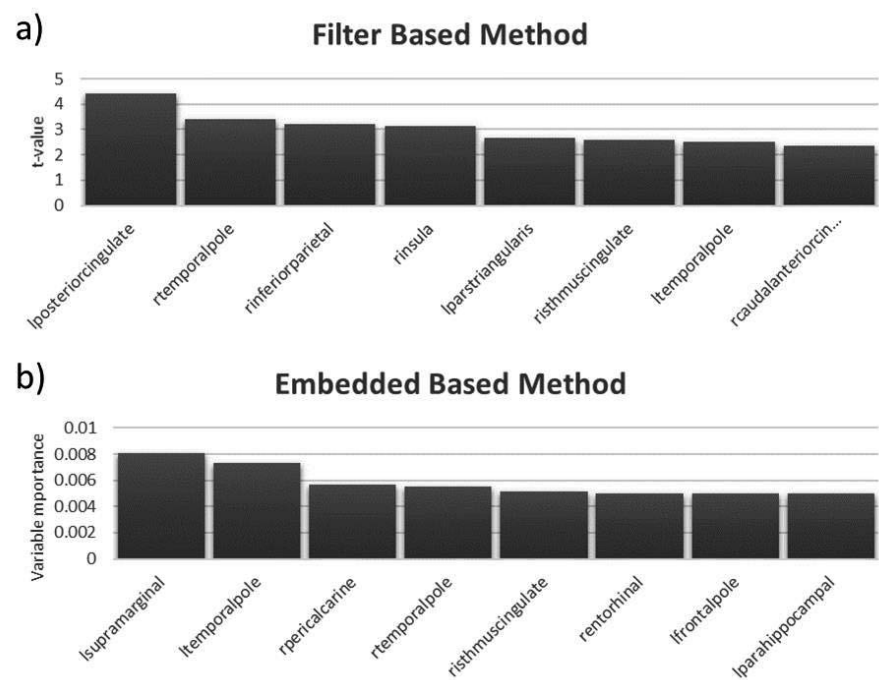 a)
Filter Based Method
5
4
3
2
1
0
t-value
lposteriorcingulate
rtemporalpole
rinferiorparietal
rinsula
lparstriangularis
risthmuscingulate
ltemporalpole
rcaudalanteriorcin...
b)
Embedded Based Method
0.01
0.008
0.006
0.004
0.002
0
Variable mportance
lsupramarginal
ltemporalpole
rpericalcarine
rtemporalpole
risthmuscingulate
rentorhinal
lfrontalpole
lparahippocampal